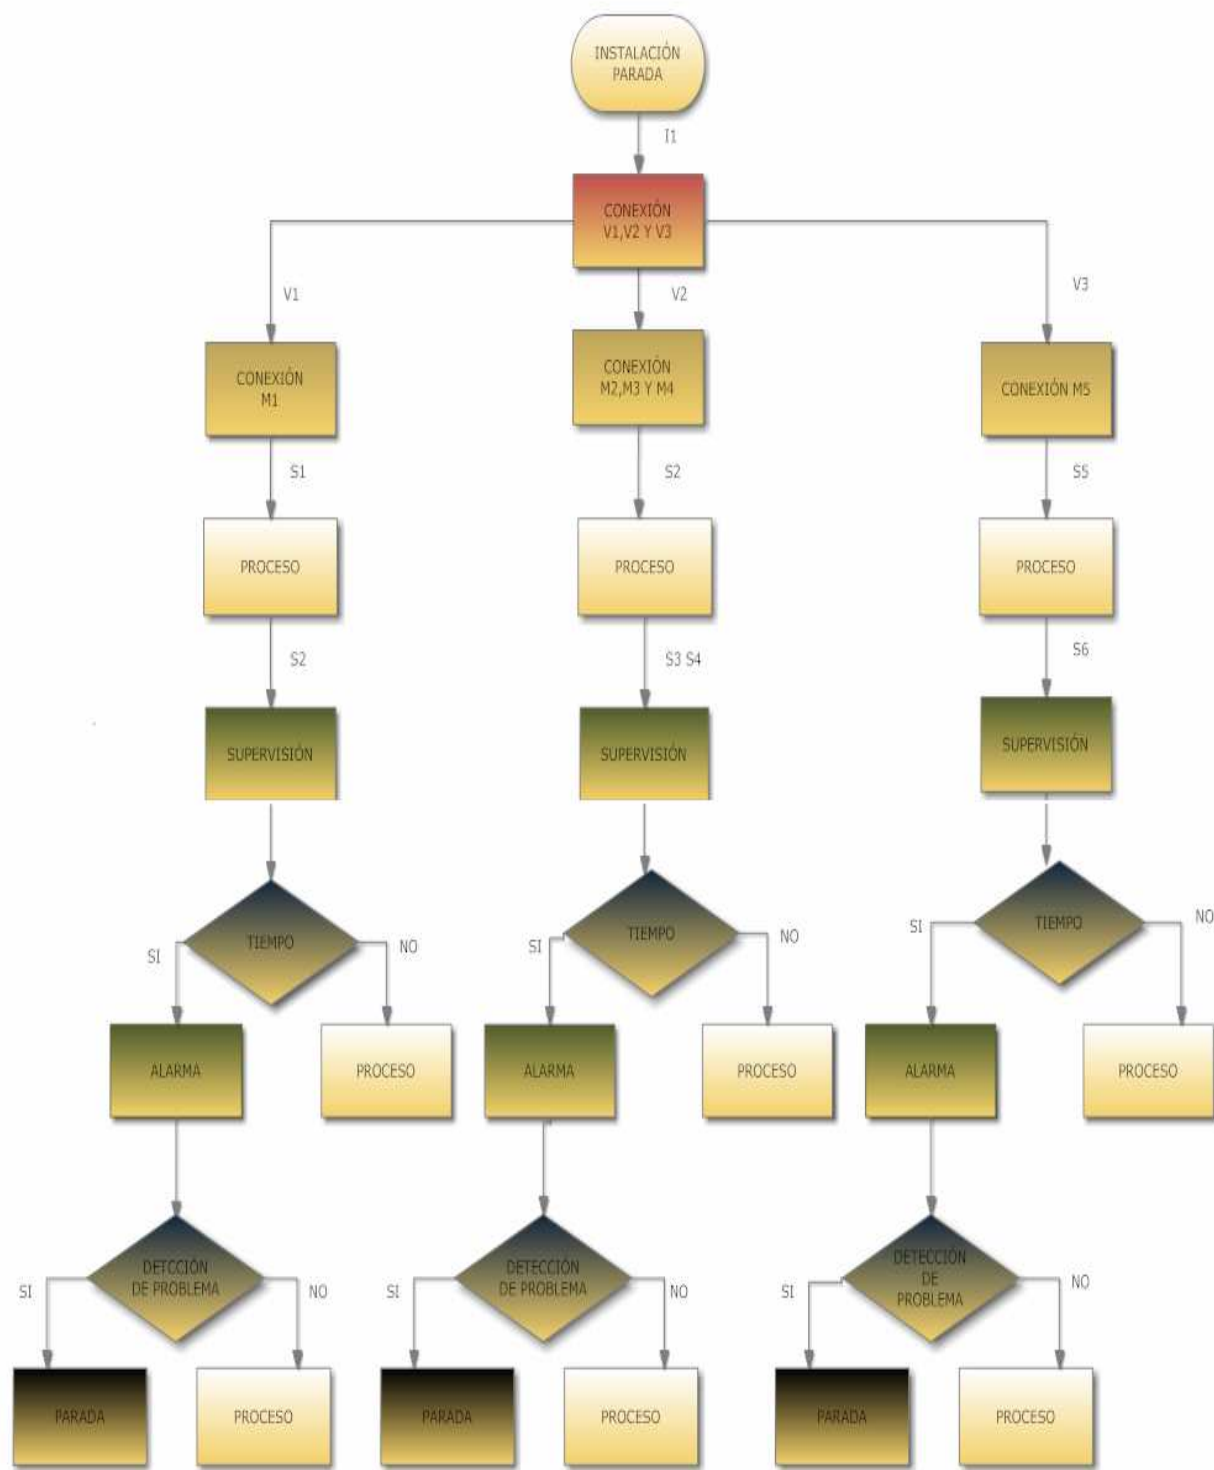 INSTALACIÓN
PARADA
I1
CONEXIÓN
V1,V2 Y V3
V1
V2
V3
CONEXIÓN
M1
CONEXIÓN
M2,M3 Y M4
CONEXIÓN M5
S1
S2
S5
PROCESO
PROCESO
PROCESO
S2
S3 S4
S6
SUPERVISIÓN
SUPERVISIÓN
SUPERVISIÓN
TIEMPO
TIEMPO
TIEMPO
SI
NO
SI
NO
SI
NO
ALARMA
PROCESO
ALARMA
PROCESO
ALARMA
PROCESO
DETCCIÓN
DE PROBLEMA
DETECCIÓN
DE PROBLEMA
DETECCIÓN
DE
PROBLEMA
SI
NO
SI
NO
SI
NO
PARADA
PROCESO
PARADA
PROCESO
PARADA
PROCESO